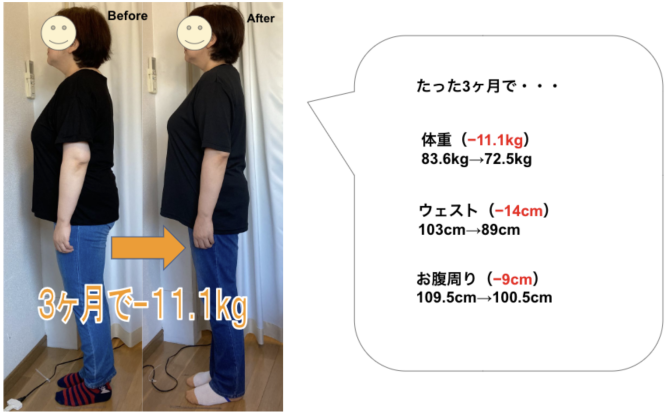 Before
After
3ヶ月で-11.1kg
たった3ヶ月で・・・
体重（−11.1kg）
83.6kg→72.5kg
ウェスト（−14cm）
103cm→89cm
お腹周り（−9cm）
109.5cm→100.5cm